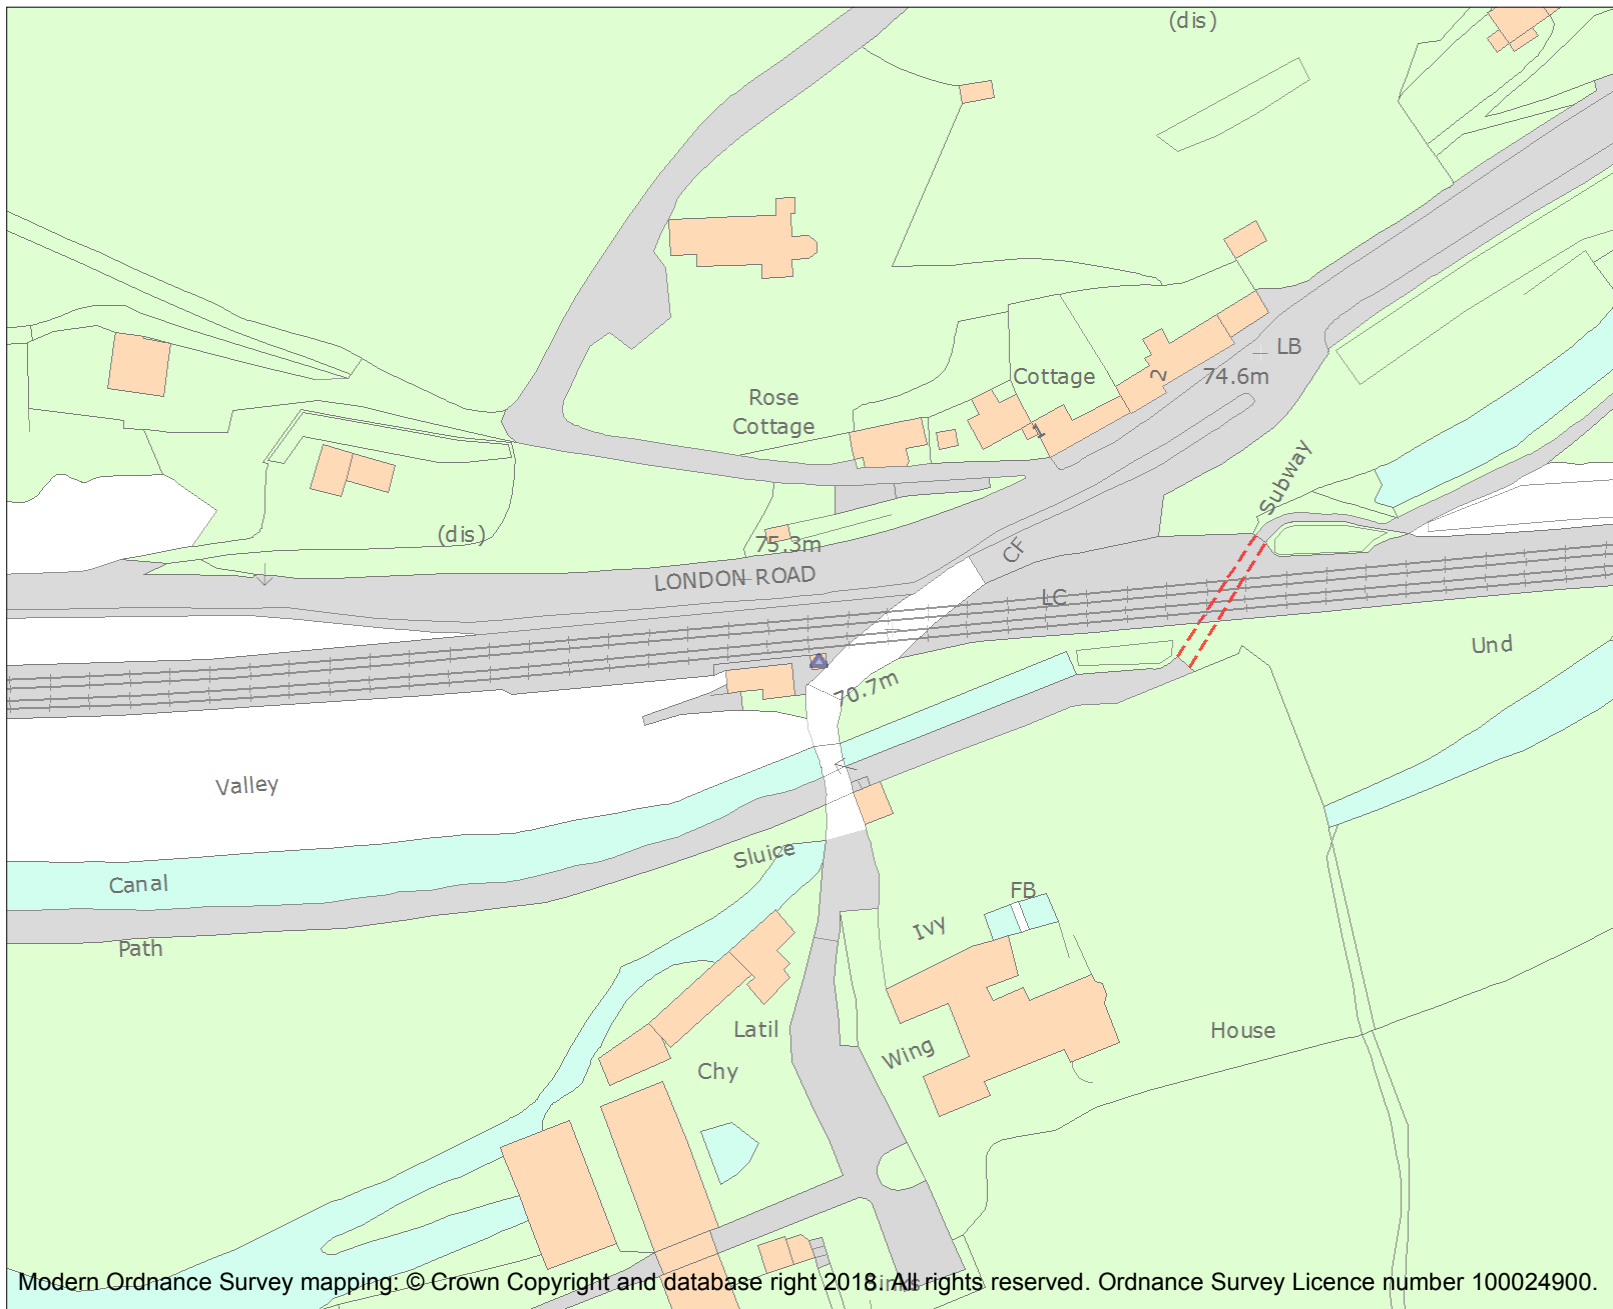 (dis)
LB
Cottage
2
74.6m
Rose
Cottage
1
Subway
(dis)
75.3m
CF
LONDON ROAD
LC
Und
70.7m
Valley
Sluice
Canal
FB
Ivy
Path
Latil
House
Wing
Chy
Modern Ordnance Survey mapping: © Crown Copyright and database right 2018. All rights reserved. Ordnance Survey Licence number 100024900.